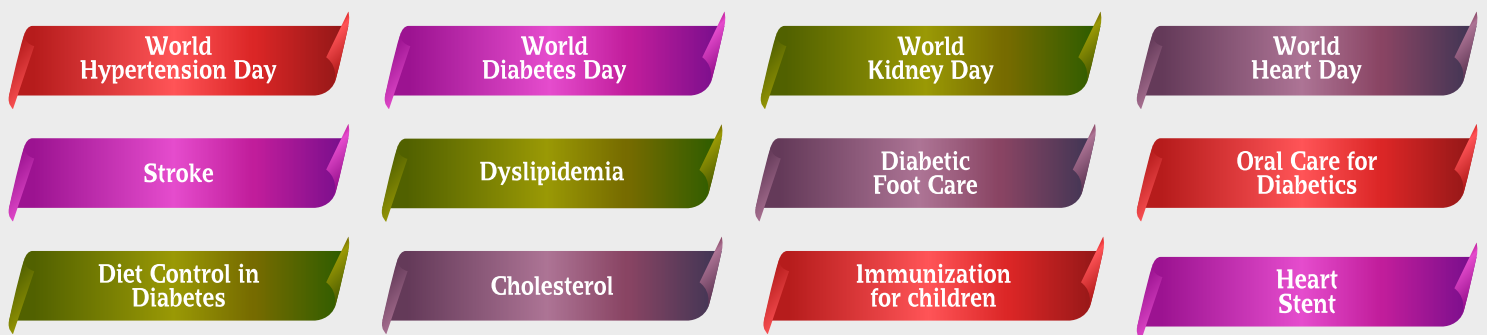 World
Hypertension Day
World
Diabetes Day
World
Kidney Day
World
Heart Day
Stroke
Dyslipidemia
Diabetic
Foot Care
Oral Care for
Diabetics
Diet Control in
Diabetes
Cholesterol
Immunization
for children
Heart
Stent